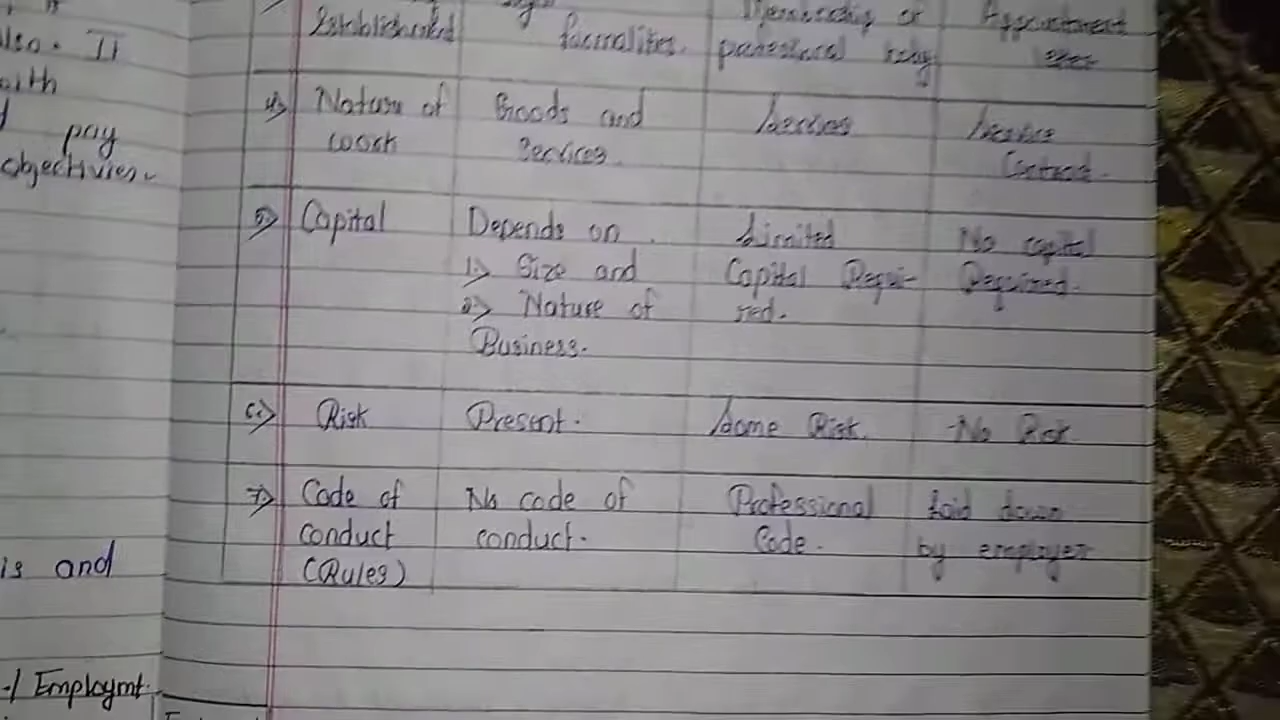 also. It
with
pay
objectives.
is and
-/ Employmt.
Established formalities. Membership of Appointment
4> Nature of Goods and Services Service
work Services. Contract.
5> Capital Depends on Limited No capital
1.> Size and Capital Requi- Required.
2> Nature of red.
Business.
6.> Risk Present. Some Risk. No Risk.
7> Code of No code of Professional laid down
conduct conduct. Code. by employer
(Rules)